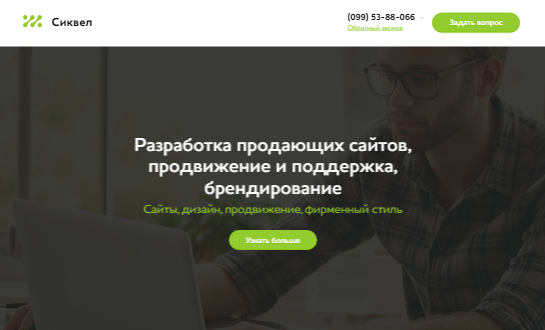 Сиквел
(099) 53-88-066
Обратный звонок
Задать вопрос
Разработка продающих сайтов,
продвижение и поддержка,
брендирование
Сайты, дизайн, продвижение, фирменный стиль
Узнать больше